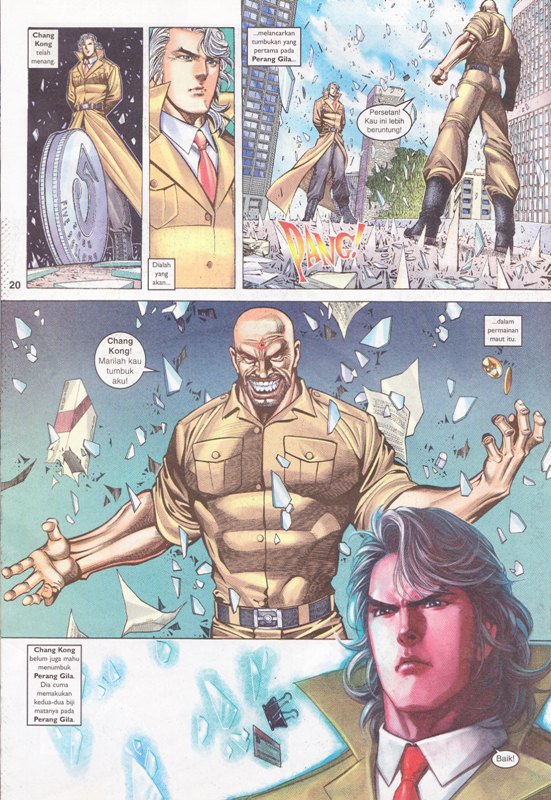 Chang
Kong
telah
menang.
Dialah
yang
akan...
...melancarkan
tumbukan yang
pertama pada
Perang Gila...
Persetan!
Kau ini lebih
beruntung!
PANG!
20
Chang
Kong!
Marilah kau
tumbuk
aku!
...dalam
permainan
maut itu.
Chang Kong
belum juga mahu
menumbuk
Perang Gila.
Dia cuma
memakukan
kedua-dua biji
matanya pada
Perang Gila.
Baik!